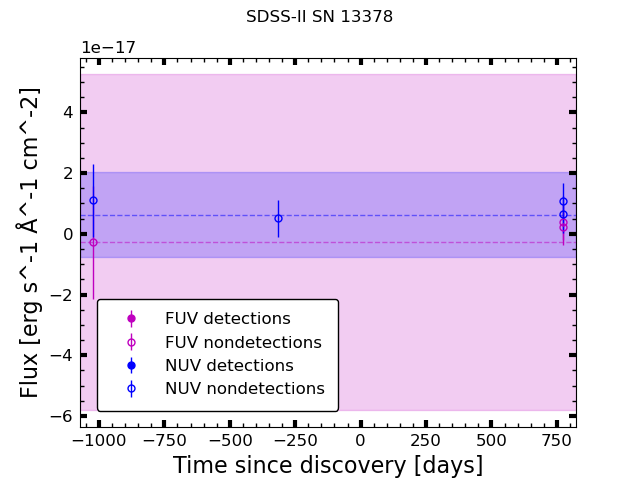 SDSS-II SN 13378
1e−17
Flux [erg s^-1 Å^-1 cm^-2]
4
2
0
−2
−4
−6
FUV detections
FUV nondetections
NUV detections
NUV nondetections
−1000 −750 −500 −250 0 250 500 750
Time since discovery [days]